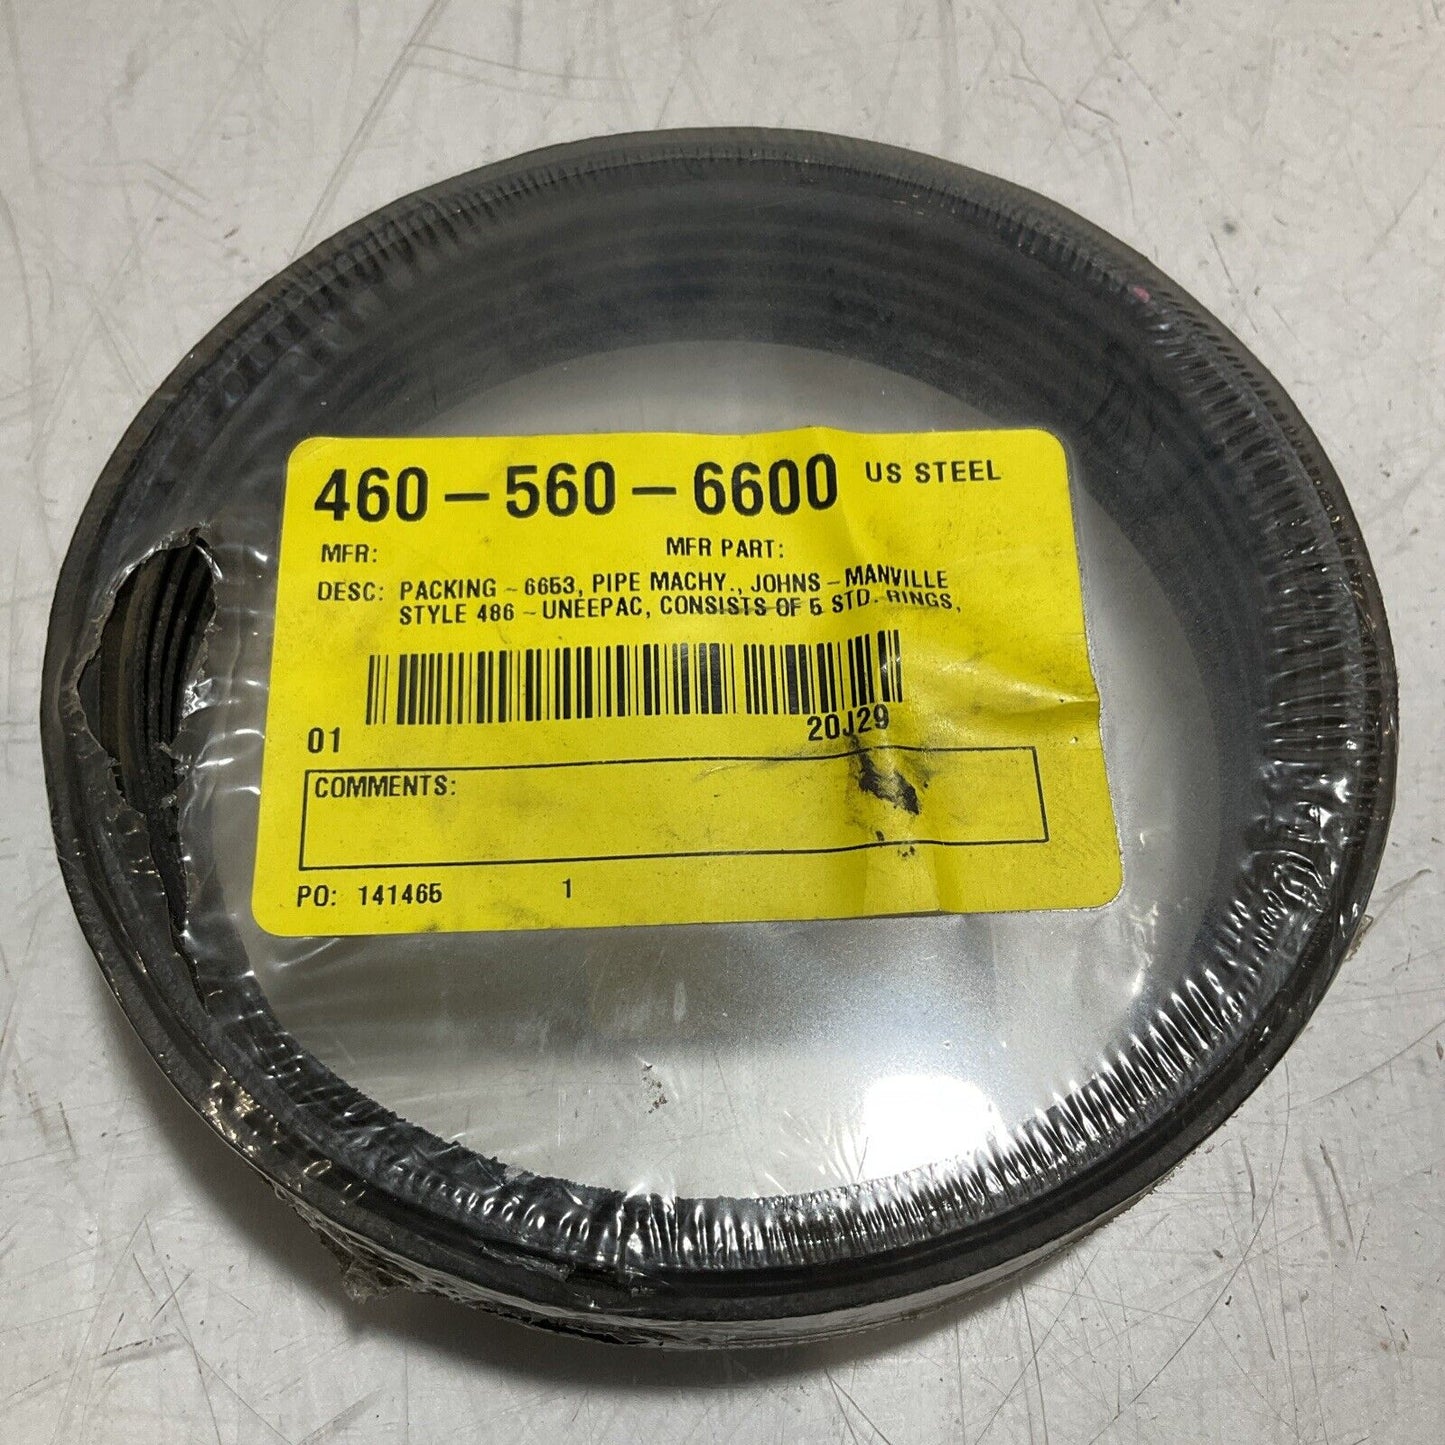 460-560-6600 US STEEL
MFR: MFR PART:
DESC: PACKING - 6653, PIPE MACHY., JOHNS-MANVILLE
STYLE 486 - UNEEPAC, CONSISTS OF 5 STD. RINGS,
01 20J29
COMMENTS:
PO: 141465 1